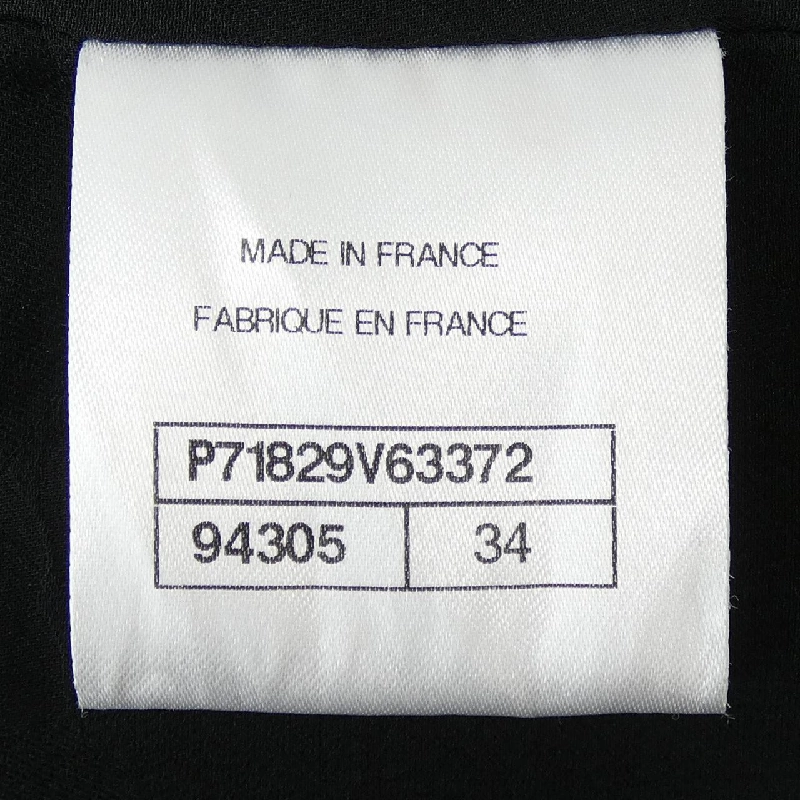 MADE IN FRANCE
FABRIQUE EN FRANCE
P71829V63372
94305 34